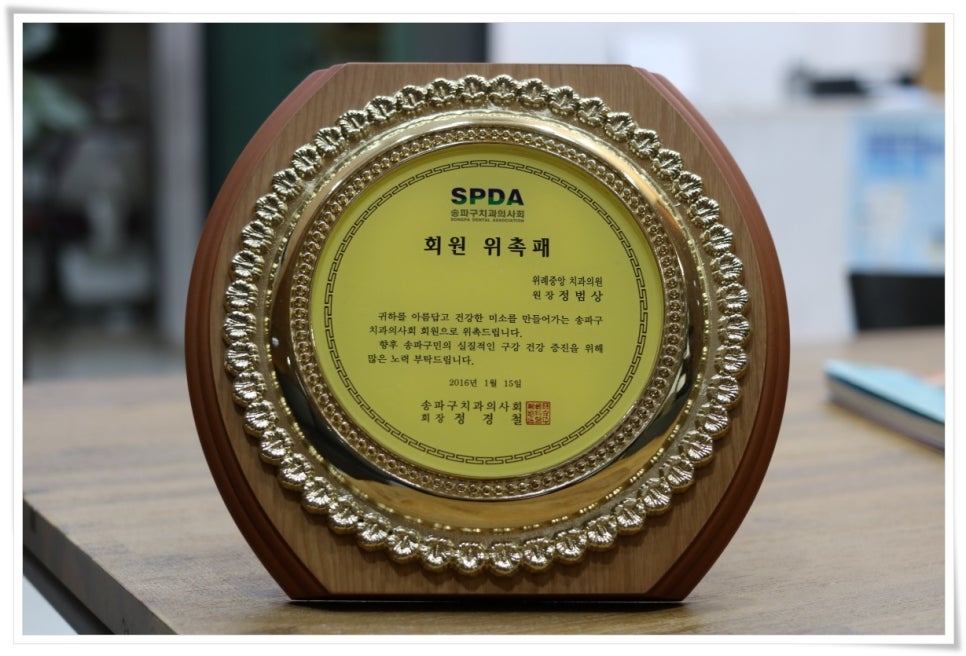 SPDA
송파구치과의사회
SONGPA DENTAL ASSOCIATION
회원 위촉패
위례중앙 치과의원
원장 정범상
귀하를 아름답고 건강한 미소를 만들어가는 송파구
치과의사회 회원으로 위촉드립니다.
향후 송파구민의 실질적인 구강 건강 증진을 위해
많은 노력 부탁드립니다.
2016년 1월 15일
송파구치과의사회
회장 정경철